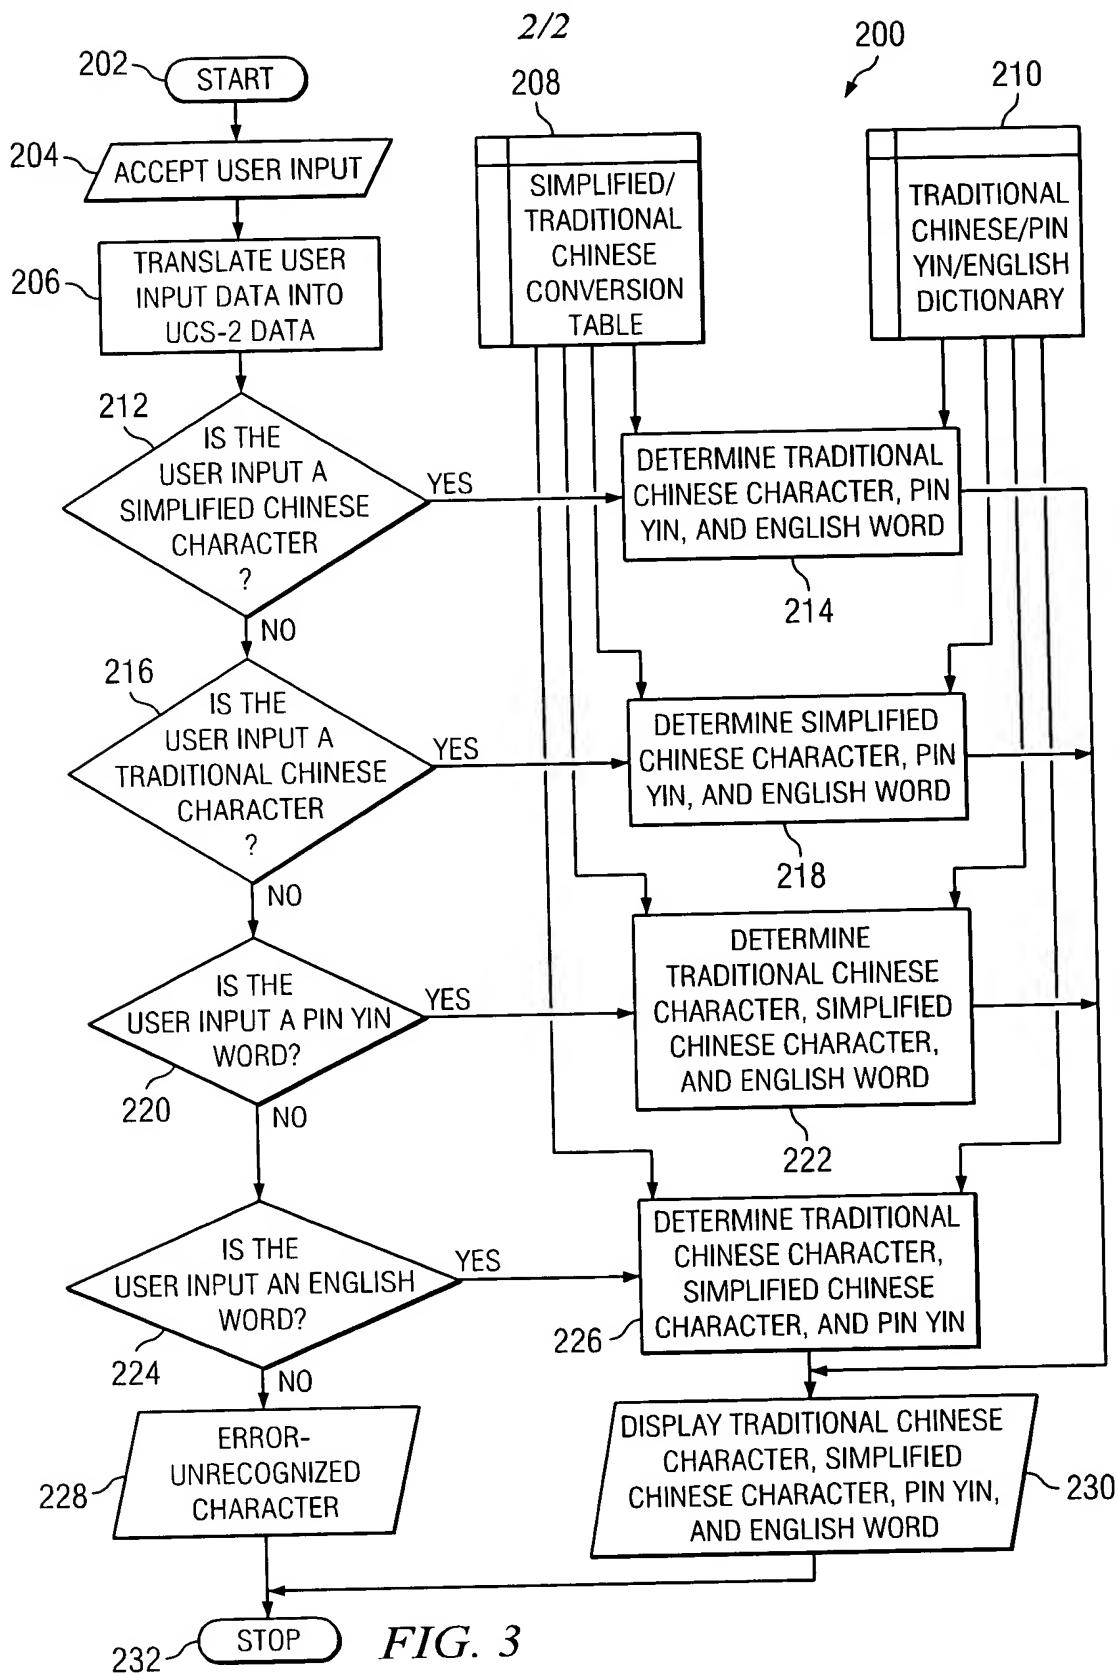 2/2
200
202
START
208
210
204
ACCEPT USER INPUT
SIMPLIFIED/
TRADITIONAL
CHINESE
CONVERSION
TABLE
TRADITIONAL
CHINESE/PIN
YIN/ENGLISH
DICTIONARY
206
TRANSLATE USER
INPUT DATA INTO
UCS-2 DATA
212
IS THE
USER INPUT A
SIMPLIFIED CHINESE
CHARACTER
?
YES
DETERMINE TRADITIONAL
CHINESE CHARACTER, PIN
YIN, AND ENGLISH WORD
214
NO
216
IS THE
USER INPUT A
TRADITIONAL CHINESE
CHARACTER
?
YES
DETERMINE SIMPLIFIED
CHINESE CHARACTER, PIN
YIN, AND ENGLISH WORD
218
NO
IS THE
USER INPUT A PIN YIN
WORD?
220
YES
DETERMINE
TRADITIONAL CHINESE
CHARACTER, SIMPLIFIED
CHINESE CHARACTER,
AND ENGLISH WORD
222
NO
IS THE
USER INPUT AN ENGLISH
WORD?
224
YES
DETERMINE TRADITIONAL
CHINESE CHARACTER,
SIMPLIFIED CHINESE
CHARACTER, AND PIN YIN
226
NO
ERROR-
UNRECOGNIZED
CHARACTER
228
DISPLAY TRADITIONAL CHINESE
CHARACTER, SIMPLIFIED
CHINESE CHARACTER, PIN YIN,
AND ENGLISH WORD
230
STOP
232
FIG. 3